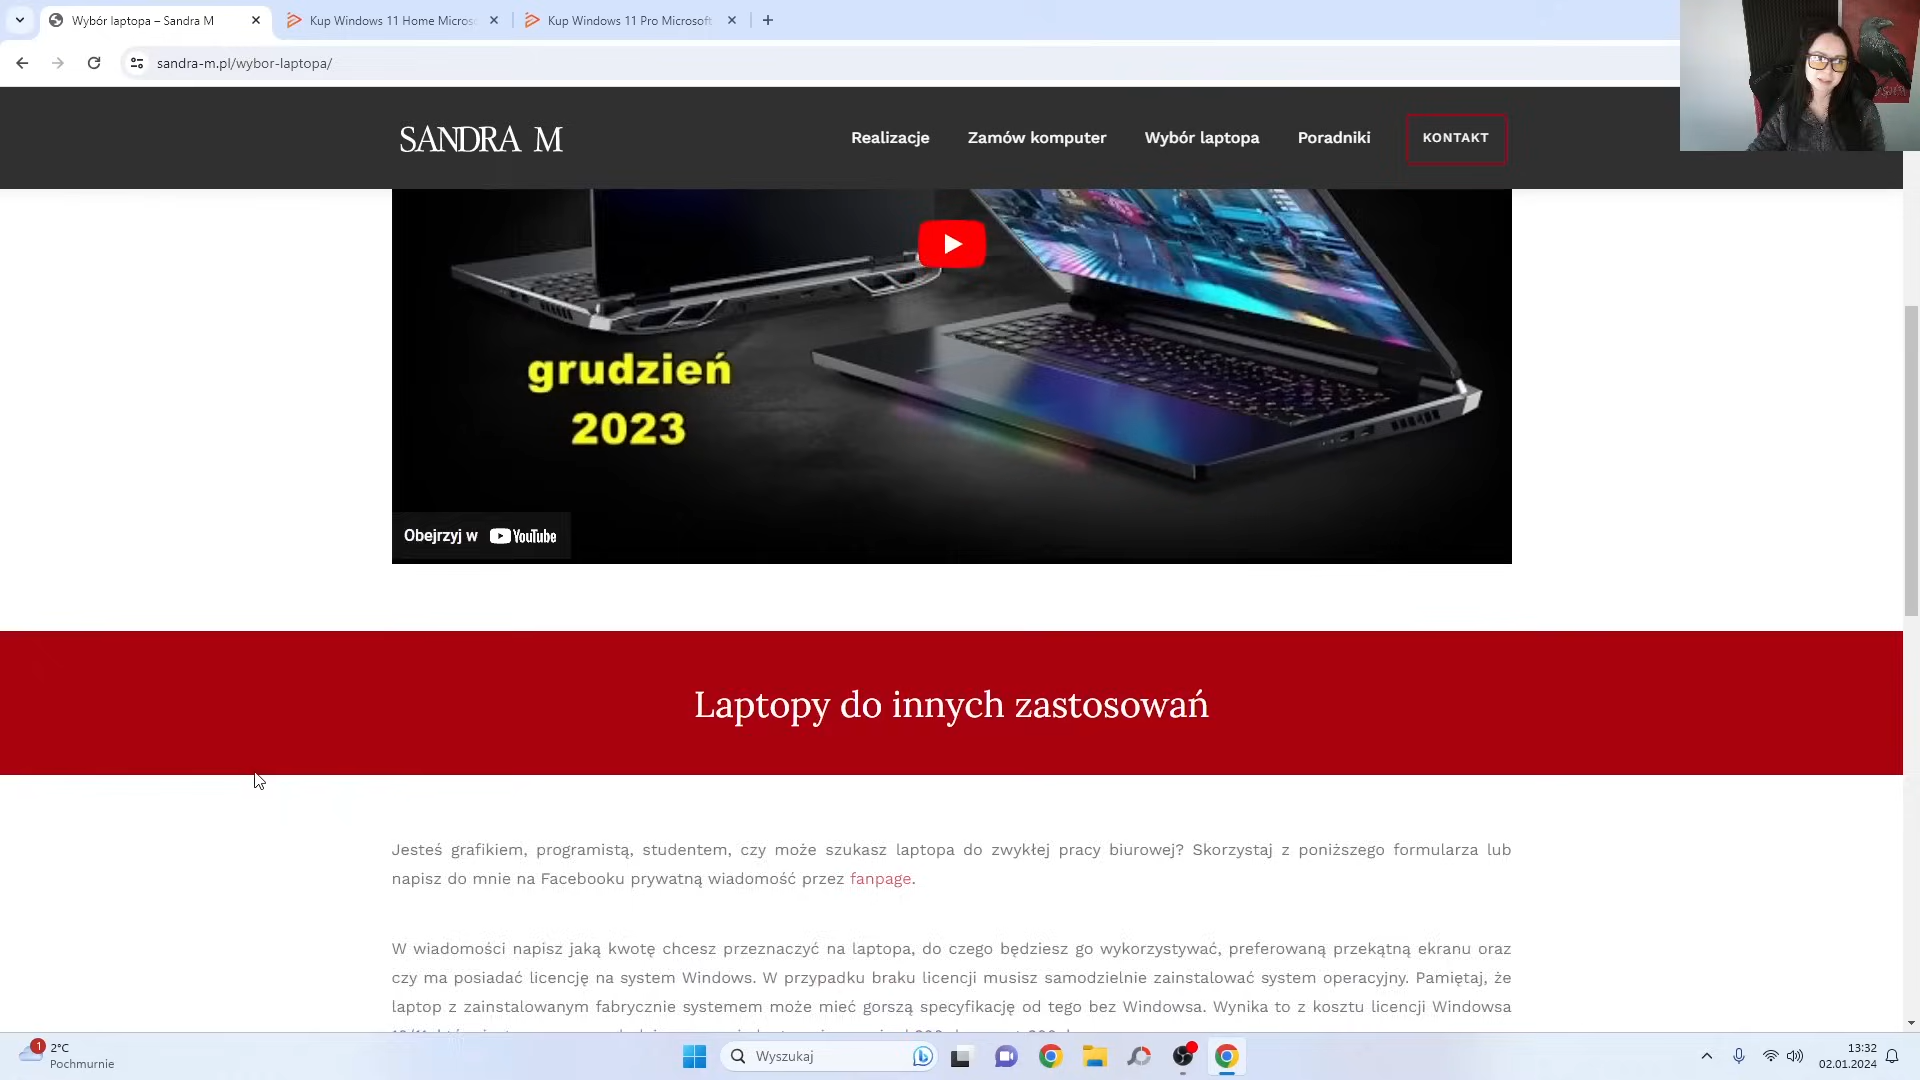 Wybór laptopa – Sandra M
Kup Windows 11 Home Micros
Kup Windows 11 Pro Microsoft
sandra-m.pl/wybor-laptopa/
SANDRA M
Realizacje
Zamów komputer
Wybór laptopa
Poradniki
KONTAKT
grudzień
2023
Obejrzyj w YouTube
Laptopy do innych zastosowań
Jesteś grafikiem, programistą, studentem, czy może szukasz laptopa do zwykłej pracy biurowej? Skorzystaj z poniższego formularza lub
napisz do mnie na Facebooku prywatną wiadomość przez fanpage.
W wiadomości napisz jaką kwotę chcesz przeznaczyć na laptopa, do czego będziesz go wykorzystywać, preferowaną przekątną ekranu oraz
czy ma posiadać licencję na system Windows. W przypadku braku licencji musisz samodzielnie zainstalować system operacyjny. Pamiętaj, że
laptop z zainstalowanym fabrycznie systemem może mieć gorszą specyfikację od tego bez Windowsa. Wynika to z kosztu licencji Windowsa
1
2°C
Pochmurnie
Wyszukaj
13:32
02.01.2024